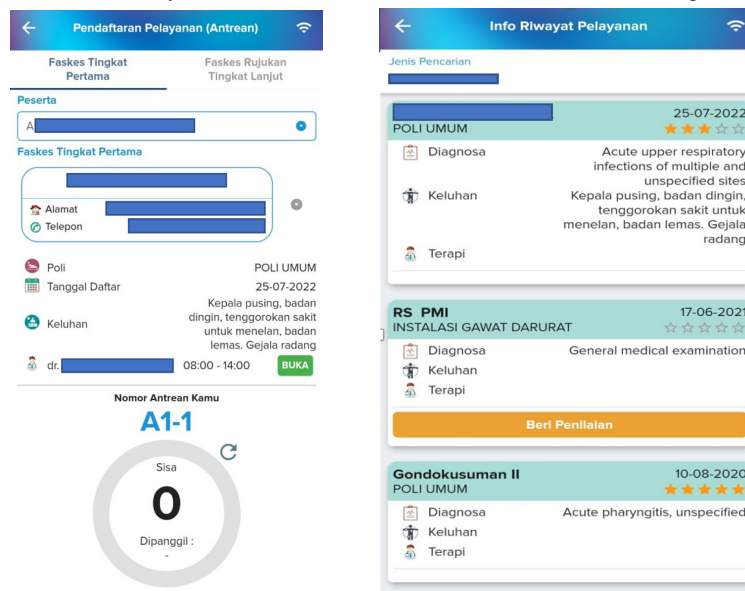 Pendaftaran Pelayanan (Antrean)
Faskes Tingkat
Pertama
Faskes Rujukan
Tingkat Lanjut
Peserta
A
Faskes Tingkat Pertama
Alamat
Telepon
Poli POLI UMUM
Tanggal Daftar 25-07-2022
Keluhan
Kepala pusing, badan
dingin, tenggorokan sakit
untuk menelan, badan
lemas. Gejala radang
dr. 08:00 - 14:00 BUKA
Nomor Antrean Kamu
A1-1
Sisa
0
Dipanggil :
-
Info Riwayat Pelayanan
Jenis Pencarian
25-07-2022
POLI UMUM
Diagnosa Acute upper respiratory
infections of multiple and
unspecified sites
Keluhan Kepala pusing, badan dingin,
tenggorokan sakit untuk
menelan, badan lemas. Gejala
radang
Terapi
RS PMI 17-06-2021
INSTALASI GAWAT DARURAT
Diagnosa General medical examination
Keluhan
Terapi
Beri Penilaian
Gondokusuman II 10-08-2020
POLI UMUM
Diagnosa Acute pharyngitis, unspecified
Keluhan
Terapi